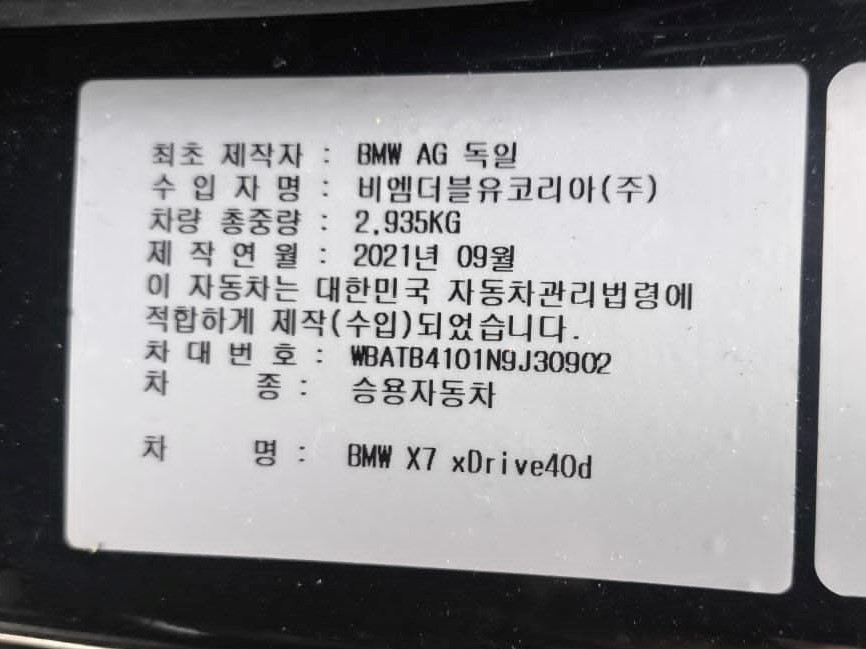 최초 제작자 : BMW AG 독일
수 입 자 명 : 비엠더블유코리아(주)
차량 총중량 : 2,935KG
제 작 연 월 : 2021년 09월
이 자동차는 대한민국 자동차관리법령에
적합하게 제작(수입)되었습니다.
차 대 번 호 : WBATB4101N9J30902
차 종 : 승용자동차
차 명 : BMW X7 xDrive40d